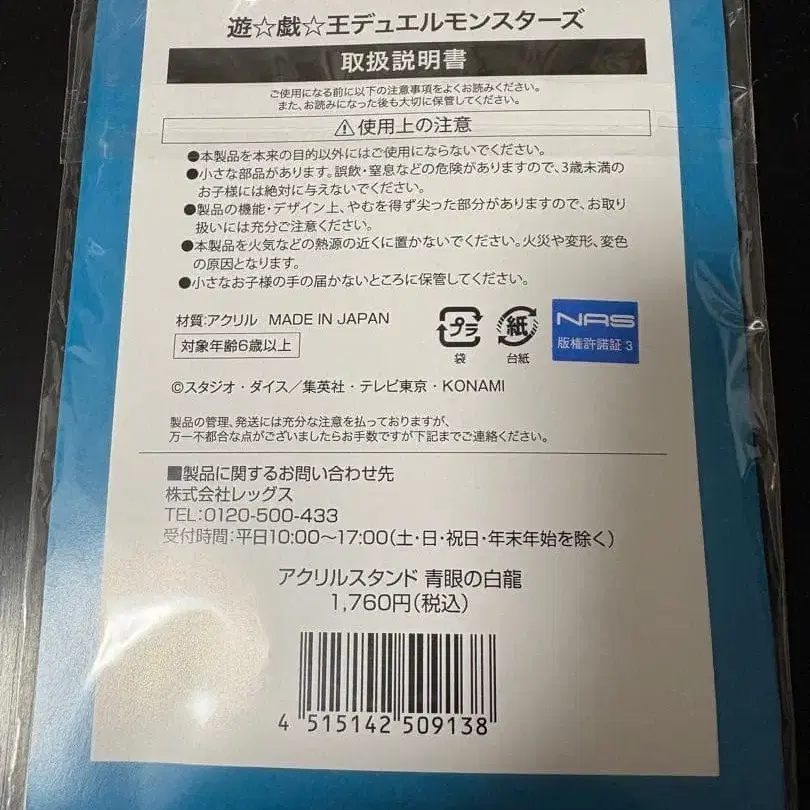 遊☆戯☆王デュエルモンスターズ
取扱説明書
ご使用になる前に以下の注意事項をよくお読みください。
また、お読みになった後も大切に保管してください。
⚠使用上の注意
●本製品を本来の目的以外にはご使用にならないでください。
●小さな部品があります。誤飲・窒息などの危険がありますので、3歳未満の
お子様には絶対に与えないでください。
●製品の機能・デザイン上、やむを得ず尖った部分がありますので、お取り
扱いには充分ご注意ください。
●本製品を火気などの熱源の近くに置かないでください。火災や変形、変色
の原因となります。
●小さなお子様の手の届かないところに保管してください。
材質:アクリル MADE IN JAPAN
対象年齢6歳以上
プラ
袋
紙
台紙
NAS
版権許諾証 3
©スタジオ・ダイス/集英社・テレビ東京・KONAMI
製品の管理、発送には充分な注意を払っておりますが、
万一不都合な点がございましたらお手数ですが下記までご連絡ください。
■製品に関するお問い合わせ先
株式会社レッグス
TEL:0120-500-433
受付時間:平日10:00〜17:00(土・日・祝日・年末年始を除く)
アクリルスタンド 青眼の白龍
1,760円(税込)
4 515142 509138